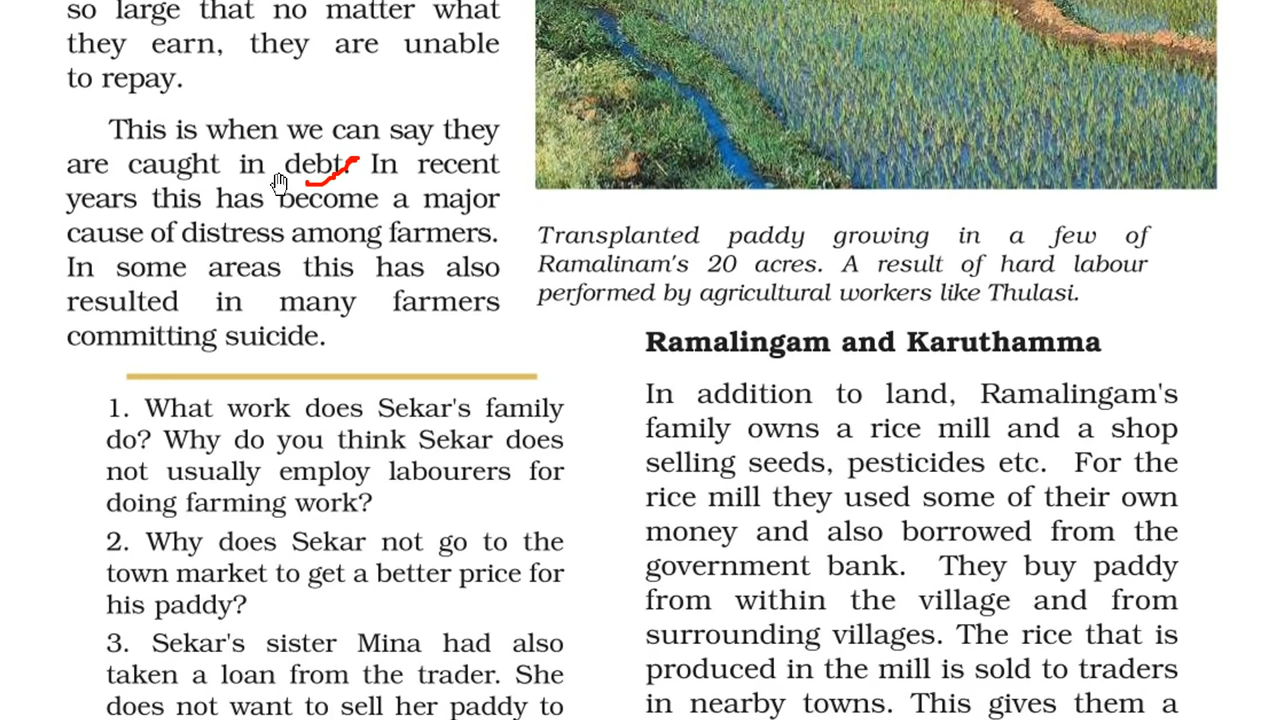 so large that no matter what
they earn, they are unable
to repay.
This is when we can say they
are caught in debt. In recent
years this has become a major
cause of distress among farmers.
In some areas this has also
resulted in many farmers
committing suicide.
1. What work does Sekar's family
do? Why do you think Sekar does
not usually employ labourers for
doing farming work?
2. Why does Sekar not go to the
town market to get a better price for
his paddy?
3. Sekar's sister Mina had also
taken a loan from the trader. She
does not want to sell her paddy to
Transplanted paddy growing in a few of
Ramalinam's 20 acres. A result of hard labour
performed by agricultural workers like Thulasi.
Ramalingam and Karuthamma
In addition to land, Ramalingam's
family owns a rice mill and a shop
selling seeds, pesticides etc. For the
rice mill they used some of their own
money and also borrowed from the
government bank. They buy paddy
from within the village and from
surrounding villages. The rice that is
produced in the mill is sold to traders
in nearby towns. This gives them a